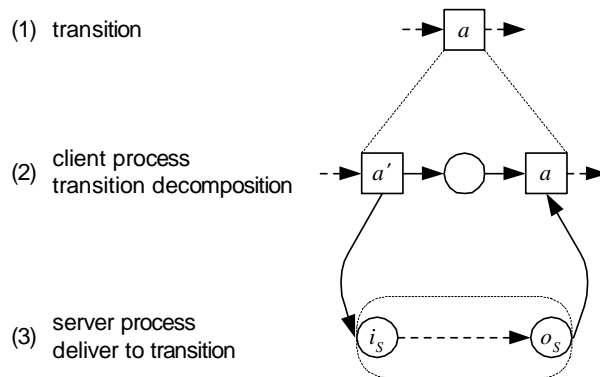 (1) transition
a
(2) client process
transition decomposition
a′ a
(3) server process
deliver to transition
i_S o_S